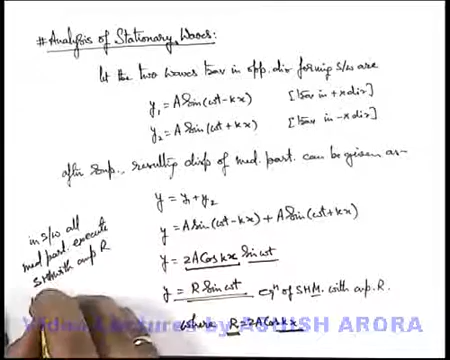 # Analysis of Stationary Waves:
let the two waves trav in opp. dir forming s/w are
y₁ = A sin(ωt - kx) [trav in +x dir]
y₂ = A sin(ωt + kx) [trav in -x dir]
after sup., resulting disp of med. part. can be given as-
y = y₁ + y₂
y = A sin(ωt - kx) + A sin(ωt + kx)
y = 2A cos kx sin ωt
y = R sin ωt eqⁿ of SHM with amp. R.
where R = 2A cos kx
in s/w all
med part. execute
SHM with amp R
Video Lectures by ASHISH ARORA